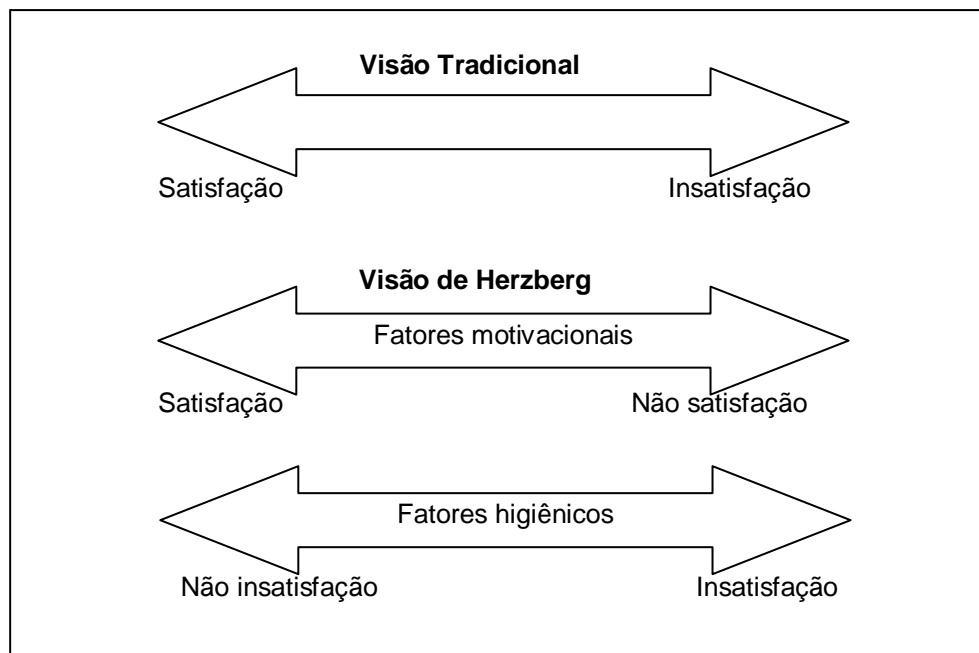 Visão Tradicional
Satisfação Insatisfação
Visão de Herzberg
Fatores motivacionais
Satisfação Não satisfação
Fatores higiênicos
Não insatisfação Insatisfação